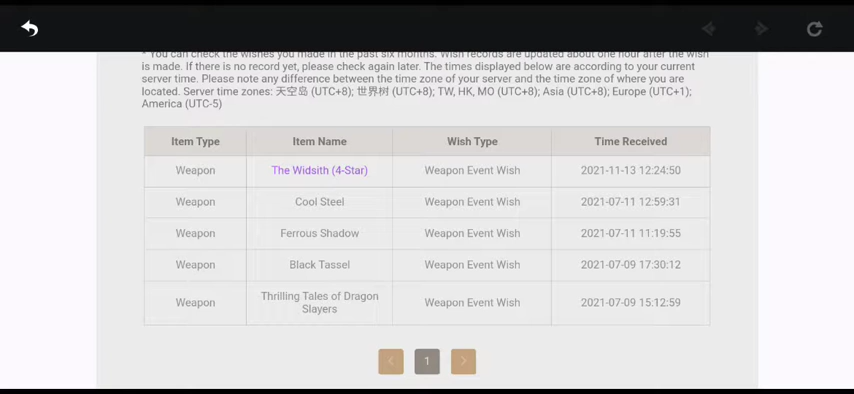 * You can check the wishes you made in the past six months. Wish records are updated about one hour after the wish
is made. If there is no record yet, please check again later. The times displayed below are according to your current
server time. Please note any difference between the time zone of your server and the time zone of where you are
located. Server time zones: 天空岛 (UTC+8); 世界树 (UTC+8); TW, HK, MO (UTC+8); Asia (UTC+8); Europe (UTC+1);
America (UTC-5)
Item Type Item Name Wish Type Time Received
Weapon The Widsith (4-Star) Weapon Event Wish 2021-11-13 12:24:50
Weapon Cool Steel Weapon Event Wish 2021-07-11 12:59:31
Weapon Ferrous Shadow Weapon Event Wish 2021-07-11 11:19:55
Weapon Black Tassel Weapon Event Wish 2021-07-09 17:30:12
Weapon Thrilling Tales of Dragon Slayers Weapon Event Wish 2021-07-09 15:12:59
< 1 >